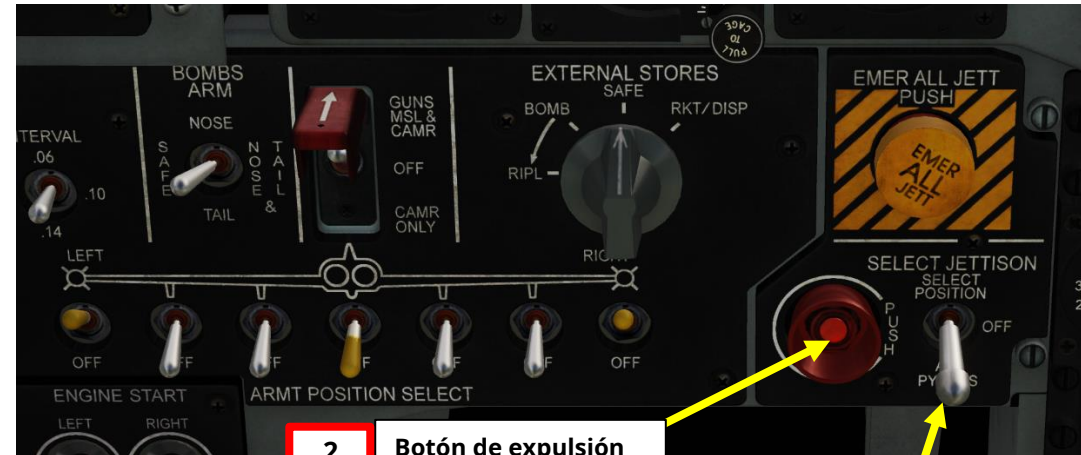 PULL
TO
CAGE
BOMBS
ARM
NOSE
SAFE
NOSE &
TAIL
TAIL
.06
.10
.14
GUNS
MSL &
CAMR
OFF
CAMR
ONLY
EXTERNAL STORES
SAFE
BOMB
RKT/DISP
RIPL
EMER ALL JETT
PUSH
EMER
ALL
JETT
LEFT
OFF
OFF
ARMT POSITION SELECT
SELECT JETTISON
SELECT
POSITION
OFF
PUSH
ENGINE START
LEFT
RIGHT
2
Botón de expulsión